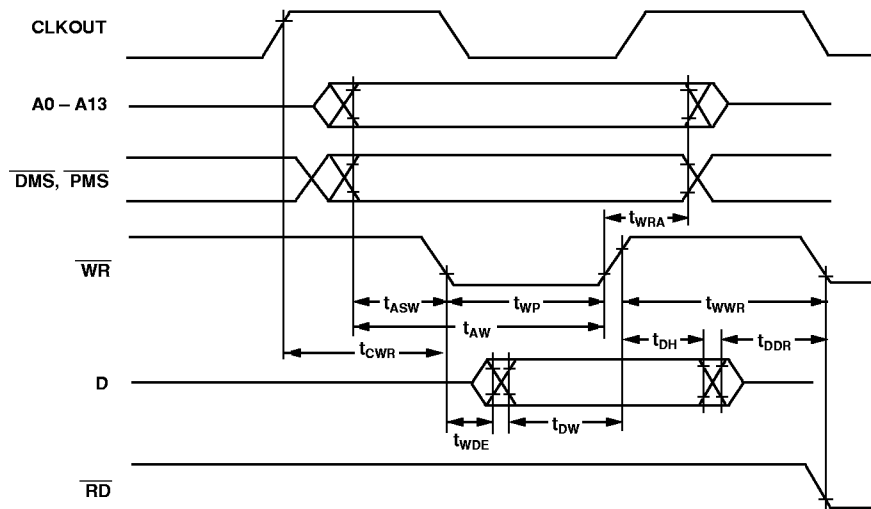 CLKOUT
A0 – A13
DMS, PMS
tWRA
WR
tASW
tWP
tWWR
tAW
tDH
tDDR
tCWR
D
tWDE
tDW
RD